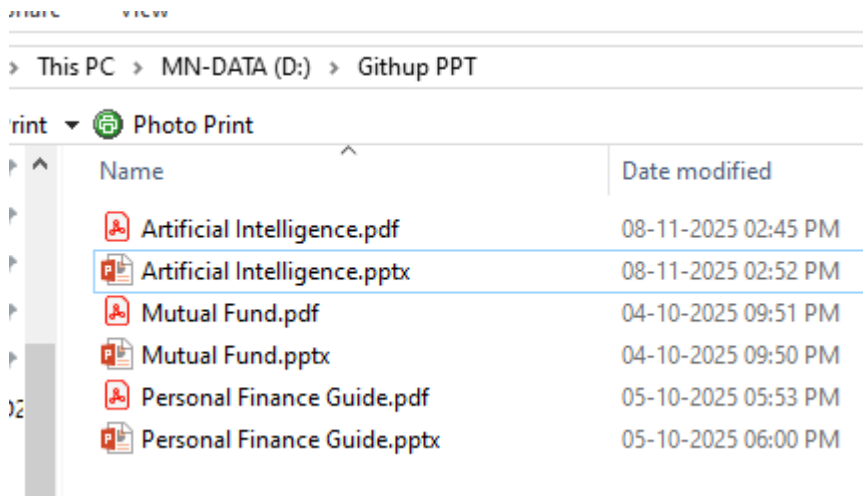 View
> This PC > MN-DATA (D:) > Githup PPT
Photo Print
Name Date modified
Artificial Intelligence.pdf 08-11-2025 02:45 PM
Artificial Intelligence.pptx 08-11-2025 02:52 PM
Mutual Fund.pdf 04-10-2025 09:51 PM
Mutual Fund.pptx 04-10-2025 09:50 PM
Personal Finance Guide.pdf 05-10-2025 05:53 PM
Personal Finance Guide.pptx 05-10-2025 06:00 PM